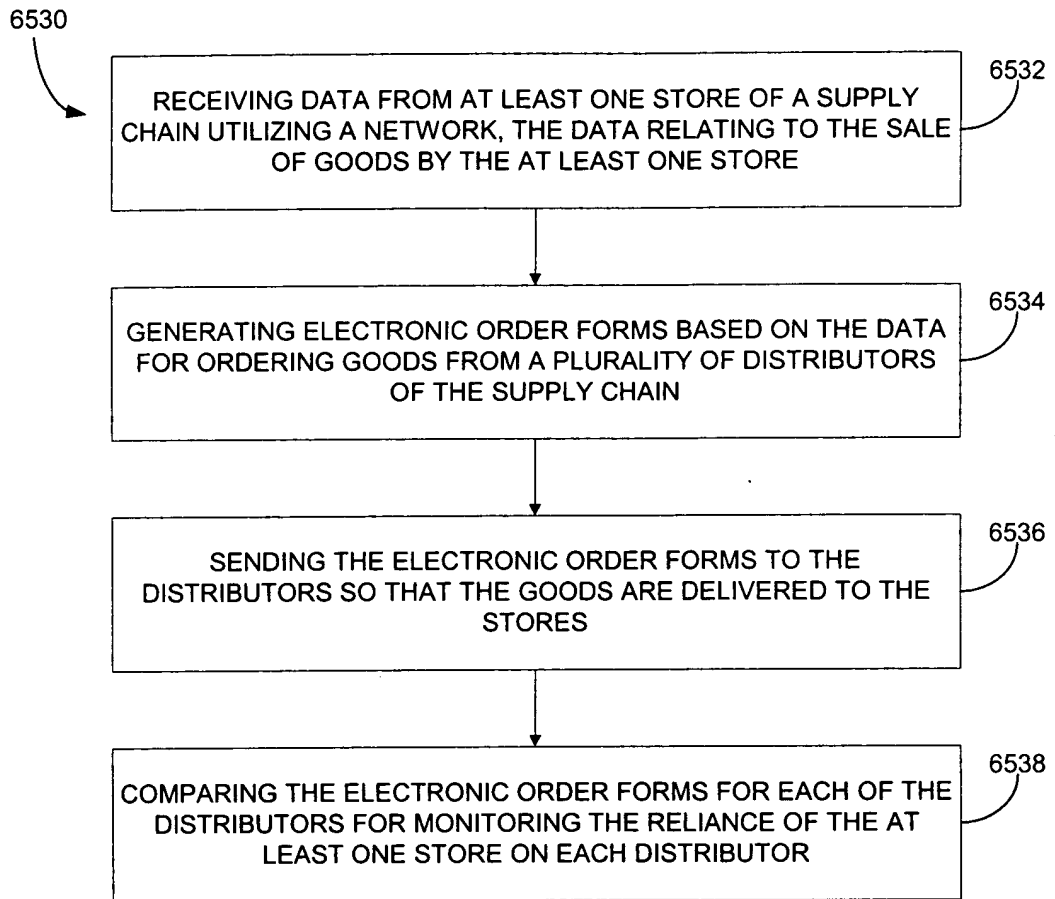 6530
6532
RECEIVING DATA FROM AT LEAST ONE STORE OF A SUPPLY
CHAIN UTILIZING A NETWORK, THE DATA RELATING TO THE SALE
OF GOODS BY THE AT LEAST ONE STORE
6534
GENERATING ELECTRONIC ORDER FORMS BASED ON THE DATA
FOR ORDERING GOODS FROM A PLURALITY OF DISTRIBUTORS
OF THE SUPPLY CHAIN
6536
SENDING THE ELECTRONIC ORDER FORMS TO THE
DISTRIBUTORS SO THAT THE GOODS ARE DELIVERED TO THE
STORES
6538
COMPARING THE ELECTRONIC ORDER FORMS FOR EACH OF THE
DISTRIBUTORS FOR MONITORING THE RELIANCE OF THE AT
LEAST ONE STORE ON EACH DISTRIBUTOR